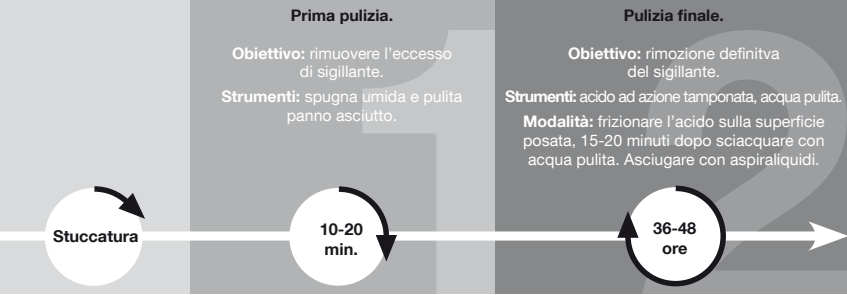 Prima pulizia.
Obiettivo: rimuovere l'eccesso
di sigillante.
Strumenti: spugna umida e pulita
panno asciutto.
Pulizia finale.
Obiettivo: rimozione definitva
del sigillante.
Strumenti: acido ad azione tamponata, acqua pulita.
Modalità: frizionare l'acido sulla superficie
posata, 15-20 minuti dopo sciacquare con
acqua pulita. Asciugare con aspiraliquidi.
1
2
Stuccatura
10-20
min.
36-48
ore